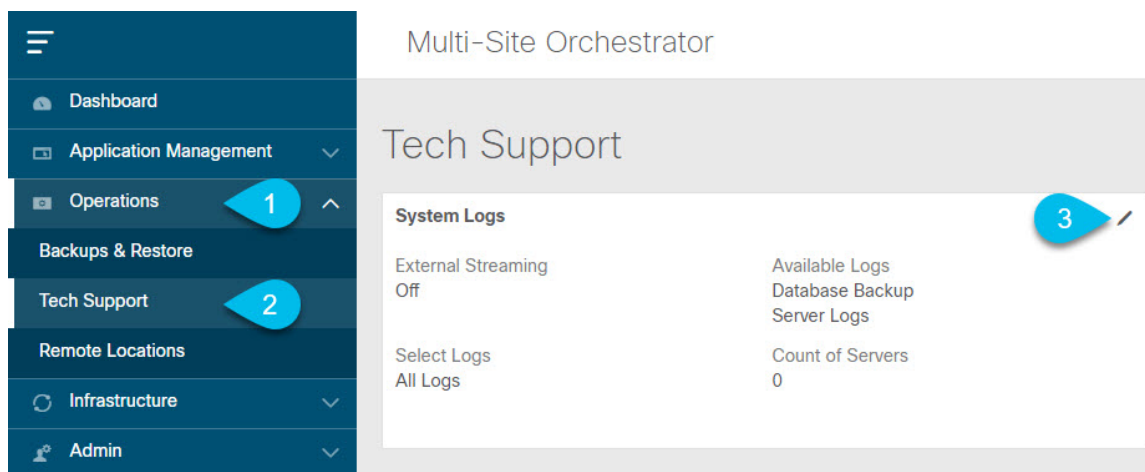 Multi-Site Orchestrator
Dashboard
Application Management
Operations
1
Backups & Restore
Tech Support
2
Remote Locations
Infrastructure
Admin
Tech Support
System Logs
3
External Streaming
Off
Available Logs
Database Backup
Server Logs
Select Logs
All Logs
Count of Servers
0